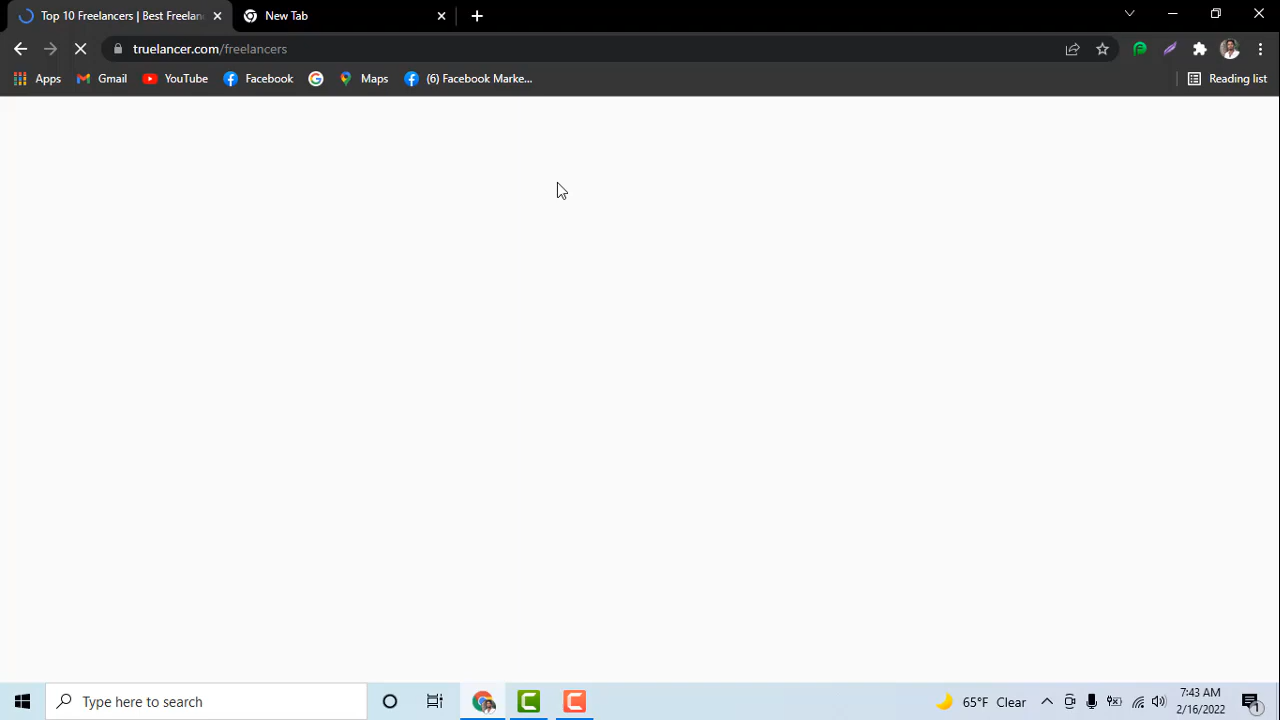 Top 10 Freelancers | Best Freelan
New Tab
truelancer.com/freelancers
Apps
Gmail
YouTube
Facebook
Maps
(6) Facebook Marke...
Reading list
Type here to search
65°F Clear
7:43 AM
2/16/2022
1